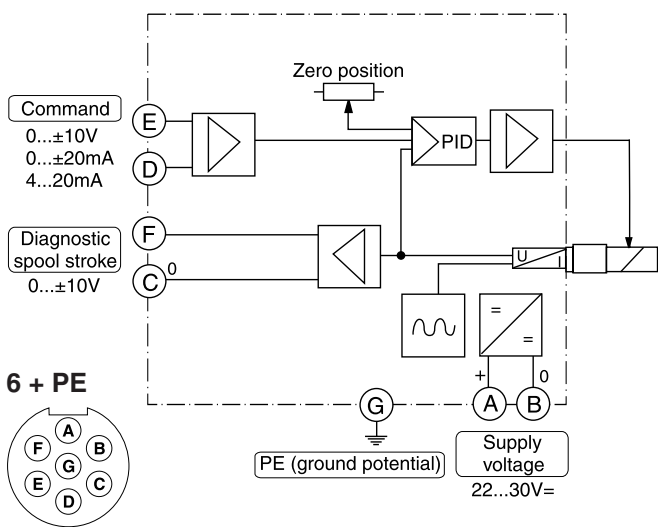 Zero position
Command
0...±10V
0...±20mA
4...20mA
E
D
PID
F
C
0
Diagnostic
spool stroke
0...±10V
U
I
=
=
+
0
G
A
B
PE (ground potential)
Supply
voltage
22...30V=
6 + PE
A
F
B
G
E
C
D